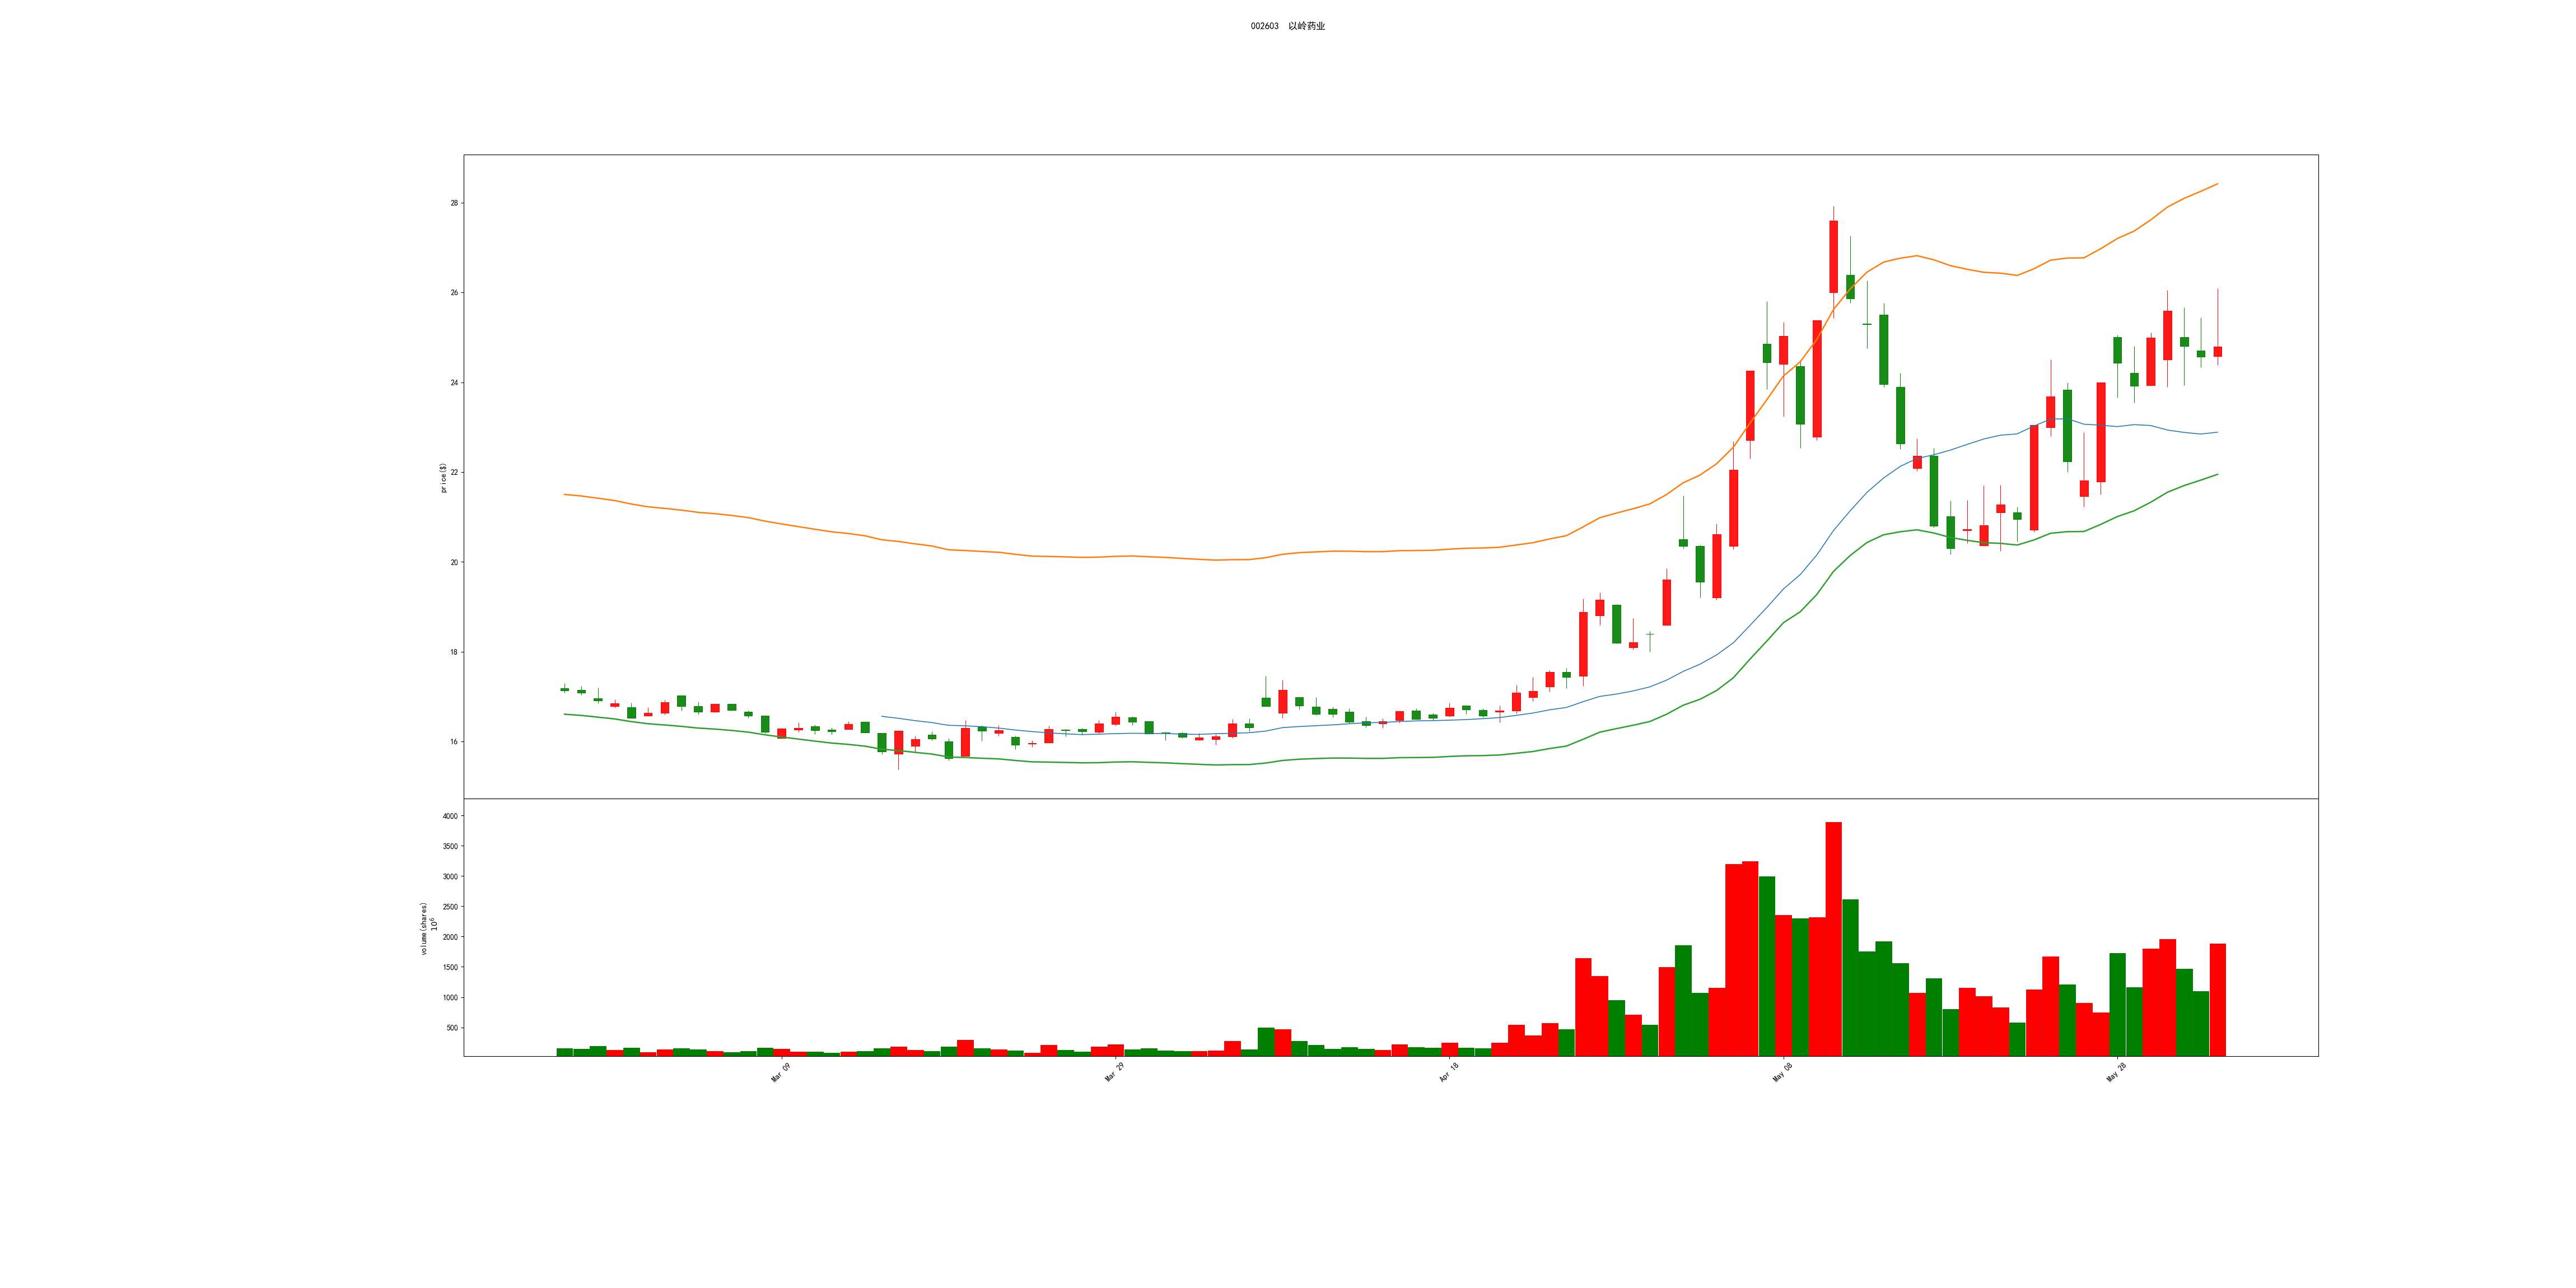 002603 以岭药业
28
26
24
22
20
18
16
price($)
4000
3500
3000
2500
2000
1500
1000
500
volume(shares)
10⁶
Mar 09
Mar 29
Apr 18
May 08
May 28